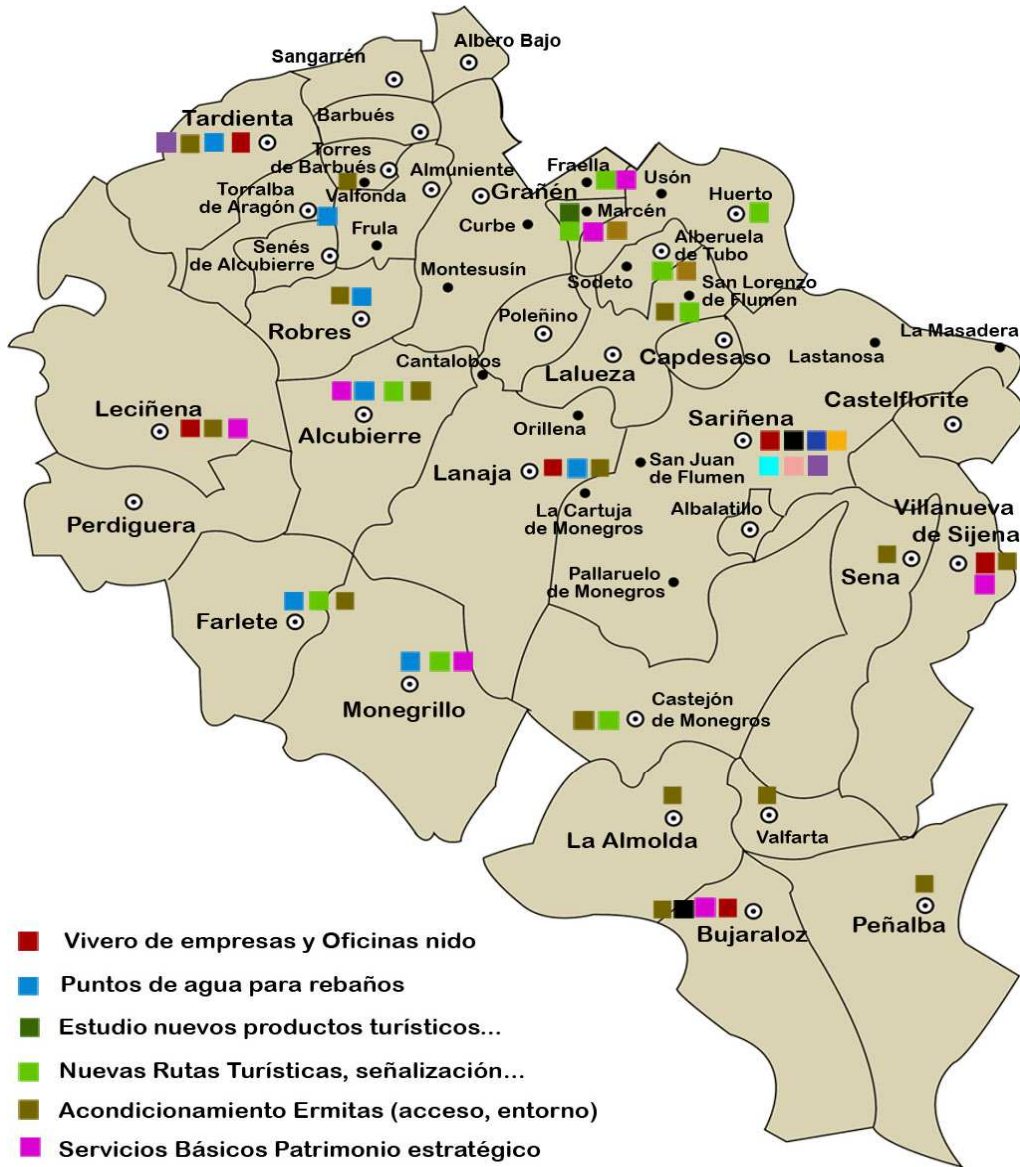 Albero Bajo
Sangarrén
Tardienta
Barbués
Torres
de Barbués
Almuniente
Fraella
Usón
Torralba
de Aragón
Valfonda
Grañén
Marcén
Huerto
Curbe
Frula
Senés
de Alcubierre
Alberuela
de Tubo
Montesusín
Sodeto
San Lorenzo
de Flumen
Robres
Poleñino
Capdesaso
Lastanosa
La Masadera
Cantalobos
Lalueza
Leciñena
Alcubierre
Orillena
Sariñena
Castelflorite
Lanaja
San Juan
de Flumen
Perdiguera
La Cartuja
de Monegros
Albalatillo
Villanueva
de Sijena
Pallaruelo
de Monegros
Sena
Farlete
Monegrillo
Castejón
de Monegros
La Almolda
Valfarta
Bujaraloz
Peñalba
Vivero de empresas y Oficinas nido
Puntos de agua para rebaños
Estudio nuevos productos turísticos...
Nuevas Rutas Turísticas, señalización...
Acondicionamiento Ermitas (acceso, entorno)
Servicios Básicos Patrimonio estratégico